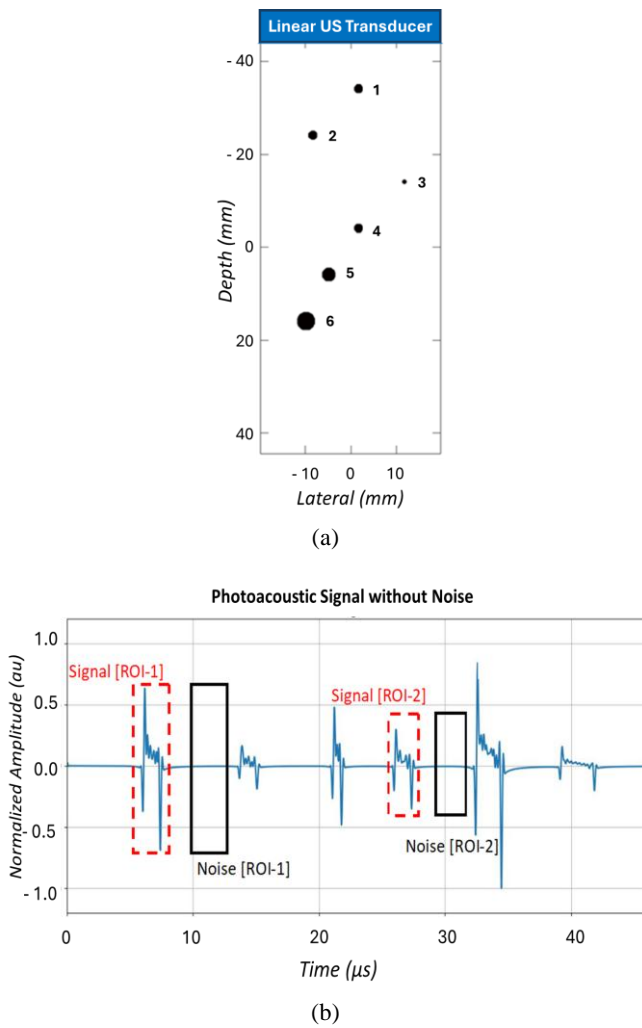 Linear US Transducer
- 40
1
2
- 20
3
4
0
5
6
20
40
Depth (mm)
- 10 0 10
Lateral (mm)
(a)
Photoacoustic Signal without Noise
1.0
Signal [ROI-1]
Signal [ROI-2]
0.5
0.0
- 0.5
Noise [ROI-2]
Noise [ROI-1]
- 1.0
Normalized Amplitude (au)
0 10 20 30 40
Time (μs)
(b)